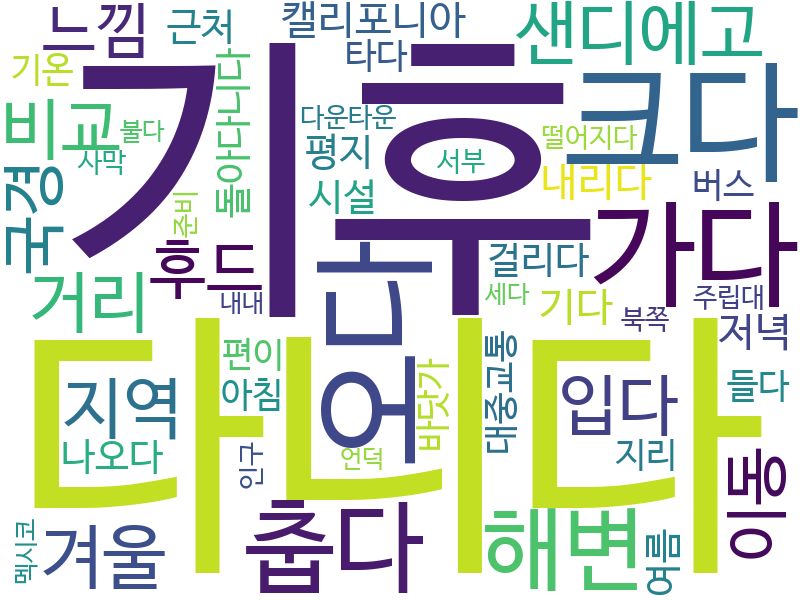 느낌
근처
캘리포니아
샌디에고
기온
타다
기후
크다
비교
불다
돌아다니다
다운타운
떨어지다
사막
평지
서부
내리다
버스
국경
준비
시설
가다
후드
오다
걸리다
거리
내내
세다
기다
주립대
북쪽
저녁
다니다
편이
지역
아침
바닷가
대중교통
입다
들다
나오다
인구
언덕
지리
이동
멕시코
겨울
춥다
해변
여름